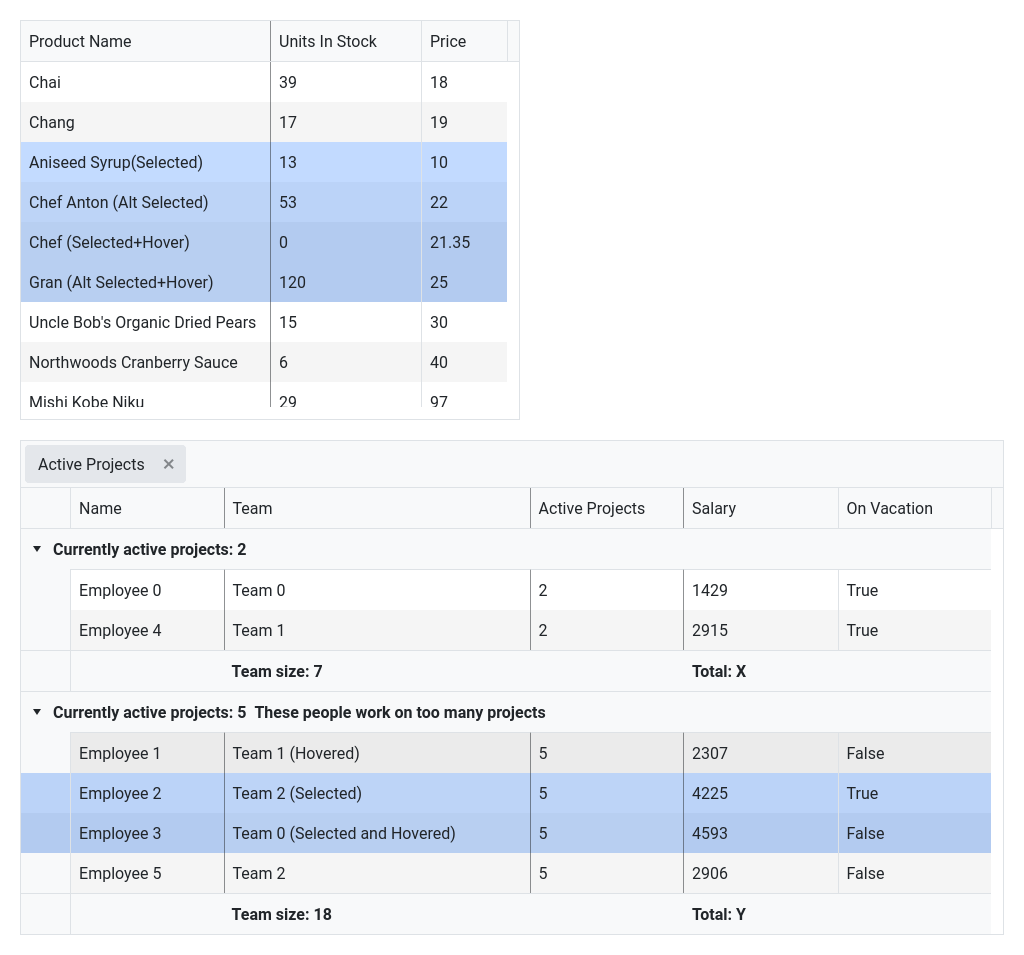 Product Name Units In Stock Price
Chai 39 18
Chang 17 19
Aniseed Syrup(Selected) 13 10
Chef Anton (Alt Selected) 53 22
Chef (Selected+Hover) 0 21.35
Gran (Alt Selected+Hover) 120 25
Uncle Bob's Organic Dried Pears 15 30
Northwoods Cranberry Sauce 6 40
Mishi Kobe Niku 29 97
Active Projects ✕
Name Team Active Projects Salary On Vacation
Currently active projects: 2
Employee 0 Team 0 2 1429 True
Employee 4 Team 1 2 2915 True
Team size: 7 Total: X
Currently active projects: 5 These people work on too many projects
Employee 1 Team 1 (Hovered) 5 2307 False
Employee 2 Team 2 (Selected) 5 4225 True
Employee 3 Team 0 (Selected and Hovered) 5 4593 False
Employee 5 Team 2 5 2906 False
Team size: 18 Total: Y